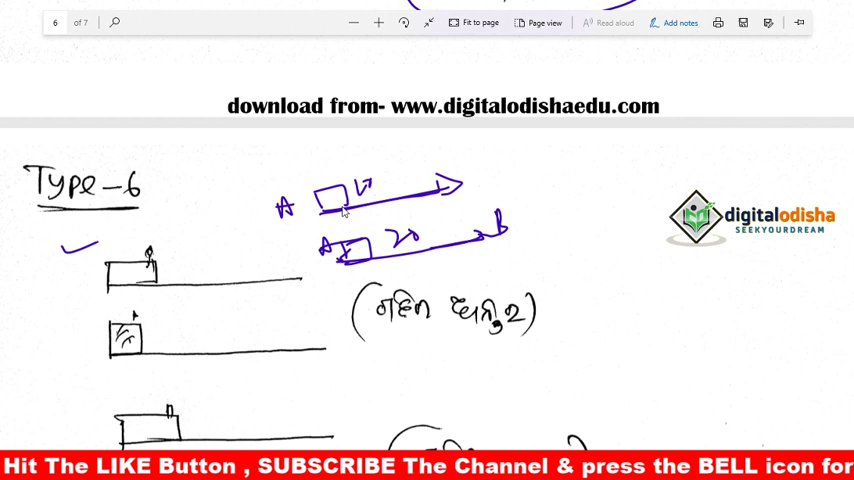 6 of 7
Fit to page
Page view
Read aloud
Add notes
download from- www.digitalodishaedu.com
Type-6
A
A 20 B
digitalodisha
SEEKYOURDREAM
Hit The LIKE Button , SUBSCRIBE The Channel & press the BELL icon for